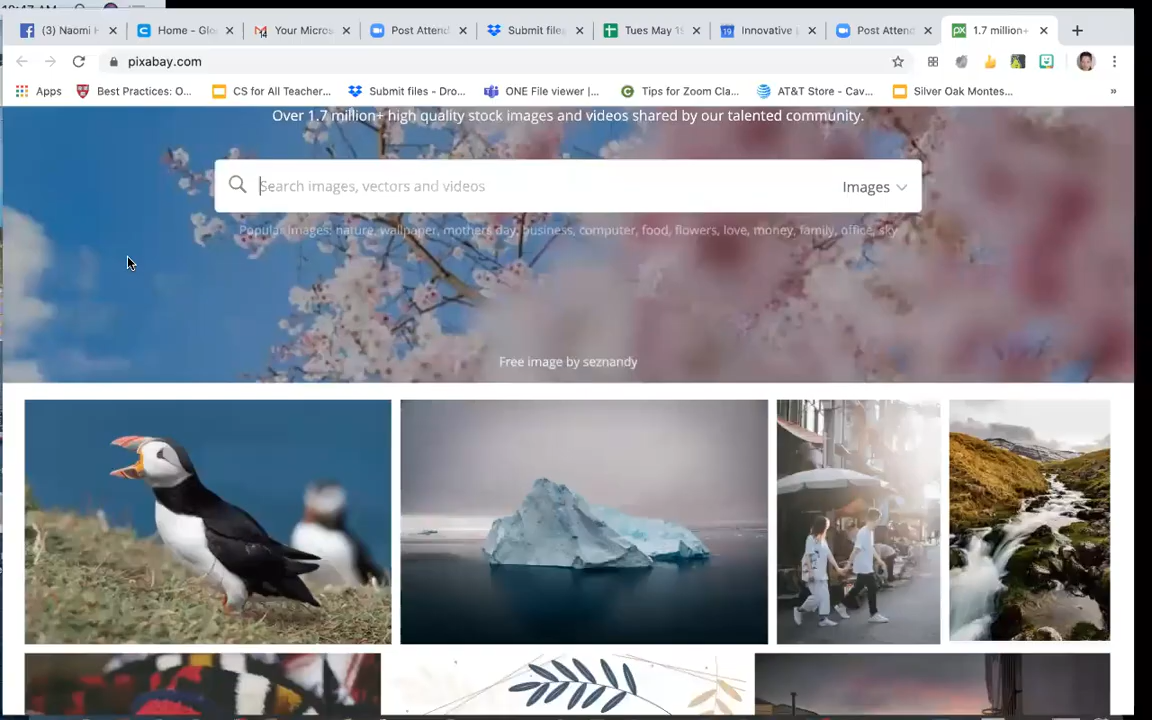 (3) Naomi H
Home - Glo
Your Micros
Post Attend
Submit files
Tues May 19
Innovative
Post Attend
1.7 million+
pixabay.com
Apps
Best Practices: O...
CS for All Teacher...
Submit files - Dro...
ONE File viewer |...
Tips for Zoom Cla...
AT&T Store - Cav...
Silver Oak Montes...
»
Over 1.7 million+ high quality stock images and videos shared by our talented community.
Search images, vectors and videos
Images
Popular Images: nature, wallpaper, mothers day, business, computer, food, flowers, love, money, family, office, sky
Free image by seznandy